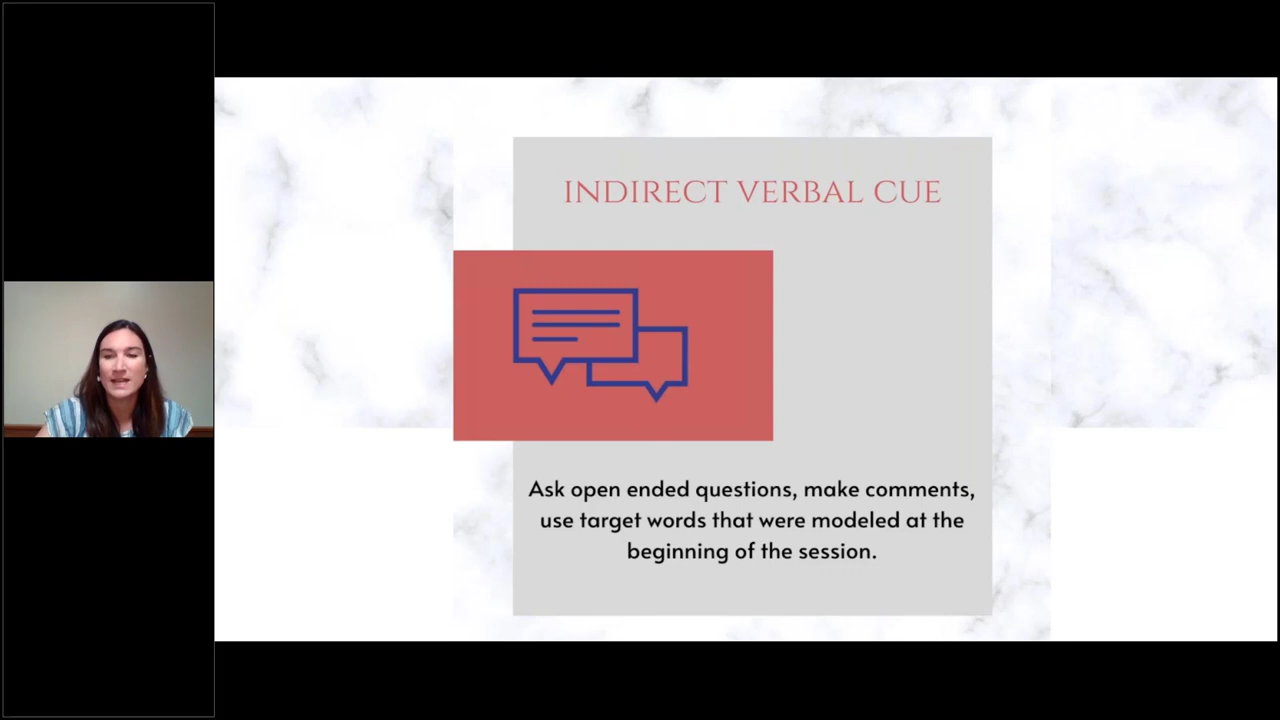 INDIRECT VERBAL CUE
Ask open ended questions, make comments,
use target words that were modeled at the
beginning of the session.